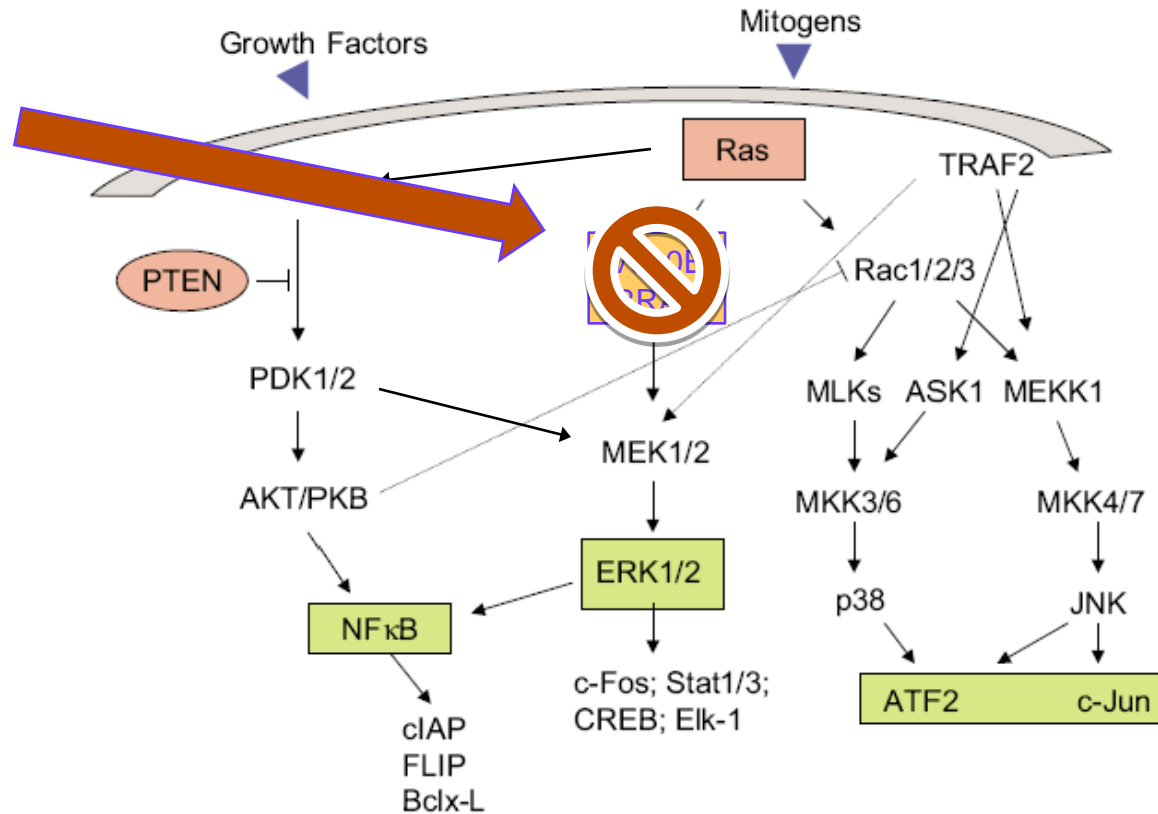 Growth Factors
Mitogens
Ras
TRAF2
PTEN
Rac1/2/3
PDK1/2
MLKs
ASK1
MEKK1
MEK1/2
AKT/PKB
MKK3/6
MKK4/7
ERK1/2
p38
JNK
NFκB
c-Fos; Stat1/3;
CREB; Elk-1
ATF2
c-Jun
cIAP
FLIP
Bclx-L